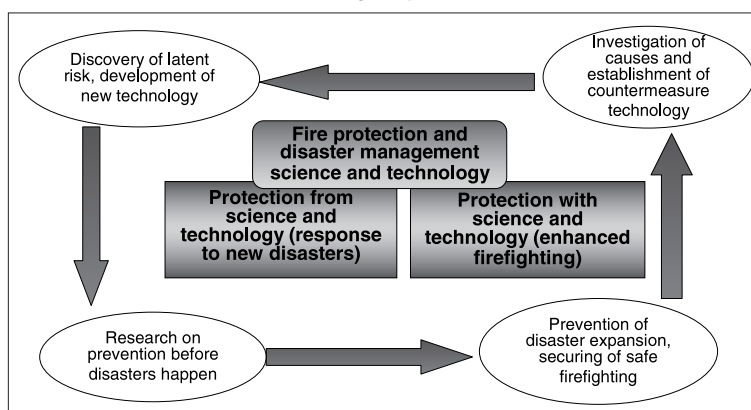 Discovery of latent
risk, development of
new technology
Investigation of
causes and
establishment of
countermeasure
technology
Fire protection and
disaster management
science and technology
Protection from
science and
technology (response
to new disasters)
Protection with
science and
technology (enhanced
firefighting)
Research on
prevention before
disasters happen
Prevention of
disaster expansion,
securing of safe
firefighting